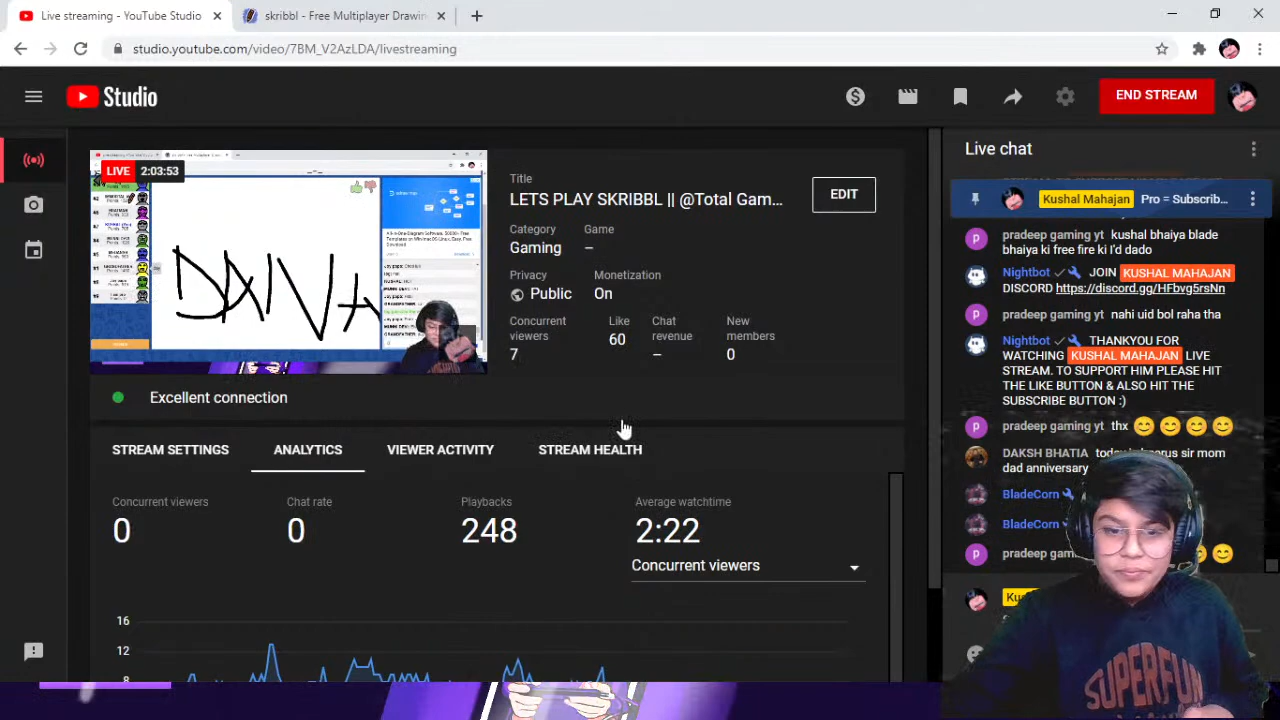 Live streaming - YouTube Studio
skribbl - Free Multiplayer Drawin
studio.youtube.com/video/7BM_V2AzLDA/livestreaming
Studio
END STREAM
LIVE 2:03:53
DAIN
Title
LETS PLAY SKRIBBL || @Total Gam...
EDIT
Category Game
Gaming –
Privacy Monetization
Public On
Concurrent viewers Like Chat revenue New members
7 60 – 0
Excellent connection
STREAM SETTINGS ANALYTICS VIEWER ACTIVITY STREAM HEALTH
Concurrent viewers Chat rate Playbacks Average watchtime
0 0 248 2:22
Concurrent viewers
16
12
8
Live chat
Kushal Mahajan Pro = Subscrib...
pradeep gaming yt kushal bhaiya blade
bhaiya ki free fire ki I'd dado
Nightbot JOIN KUSHAL MAHAJAN
DISCORD https://discord.gg/HFbvg5rsNn
pradeep gaming yt nahi uid bol raha tha
Nightbot THANKYOU FOR
WATCHING KUSHAL MAHAJAN LIVE
STREAM. TO SUPPORT HIM PLEASE HIT
THE LIKE BUTTON & ALSO HIT THE
SUBSCRIBE BUTTON :)
pradeep gaming yt thx 😊 😊 😊 😊
DAKSH BHATIA
dad anniversary
sir mom
BladeCorn
BladeCorn
pradeep gaming 😊
SUPERFUN